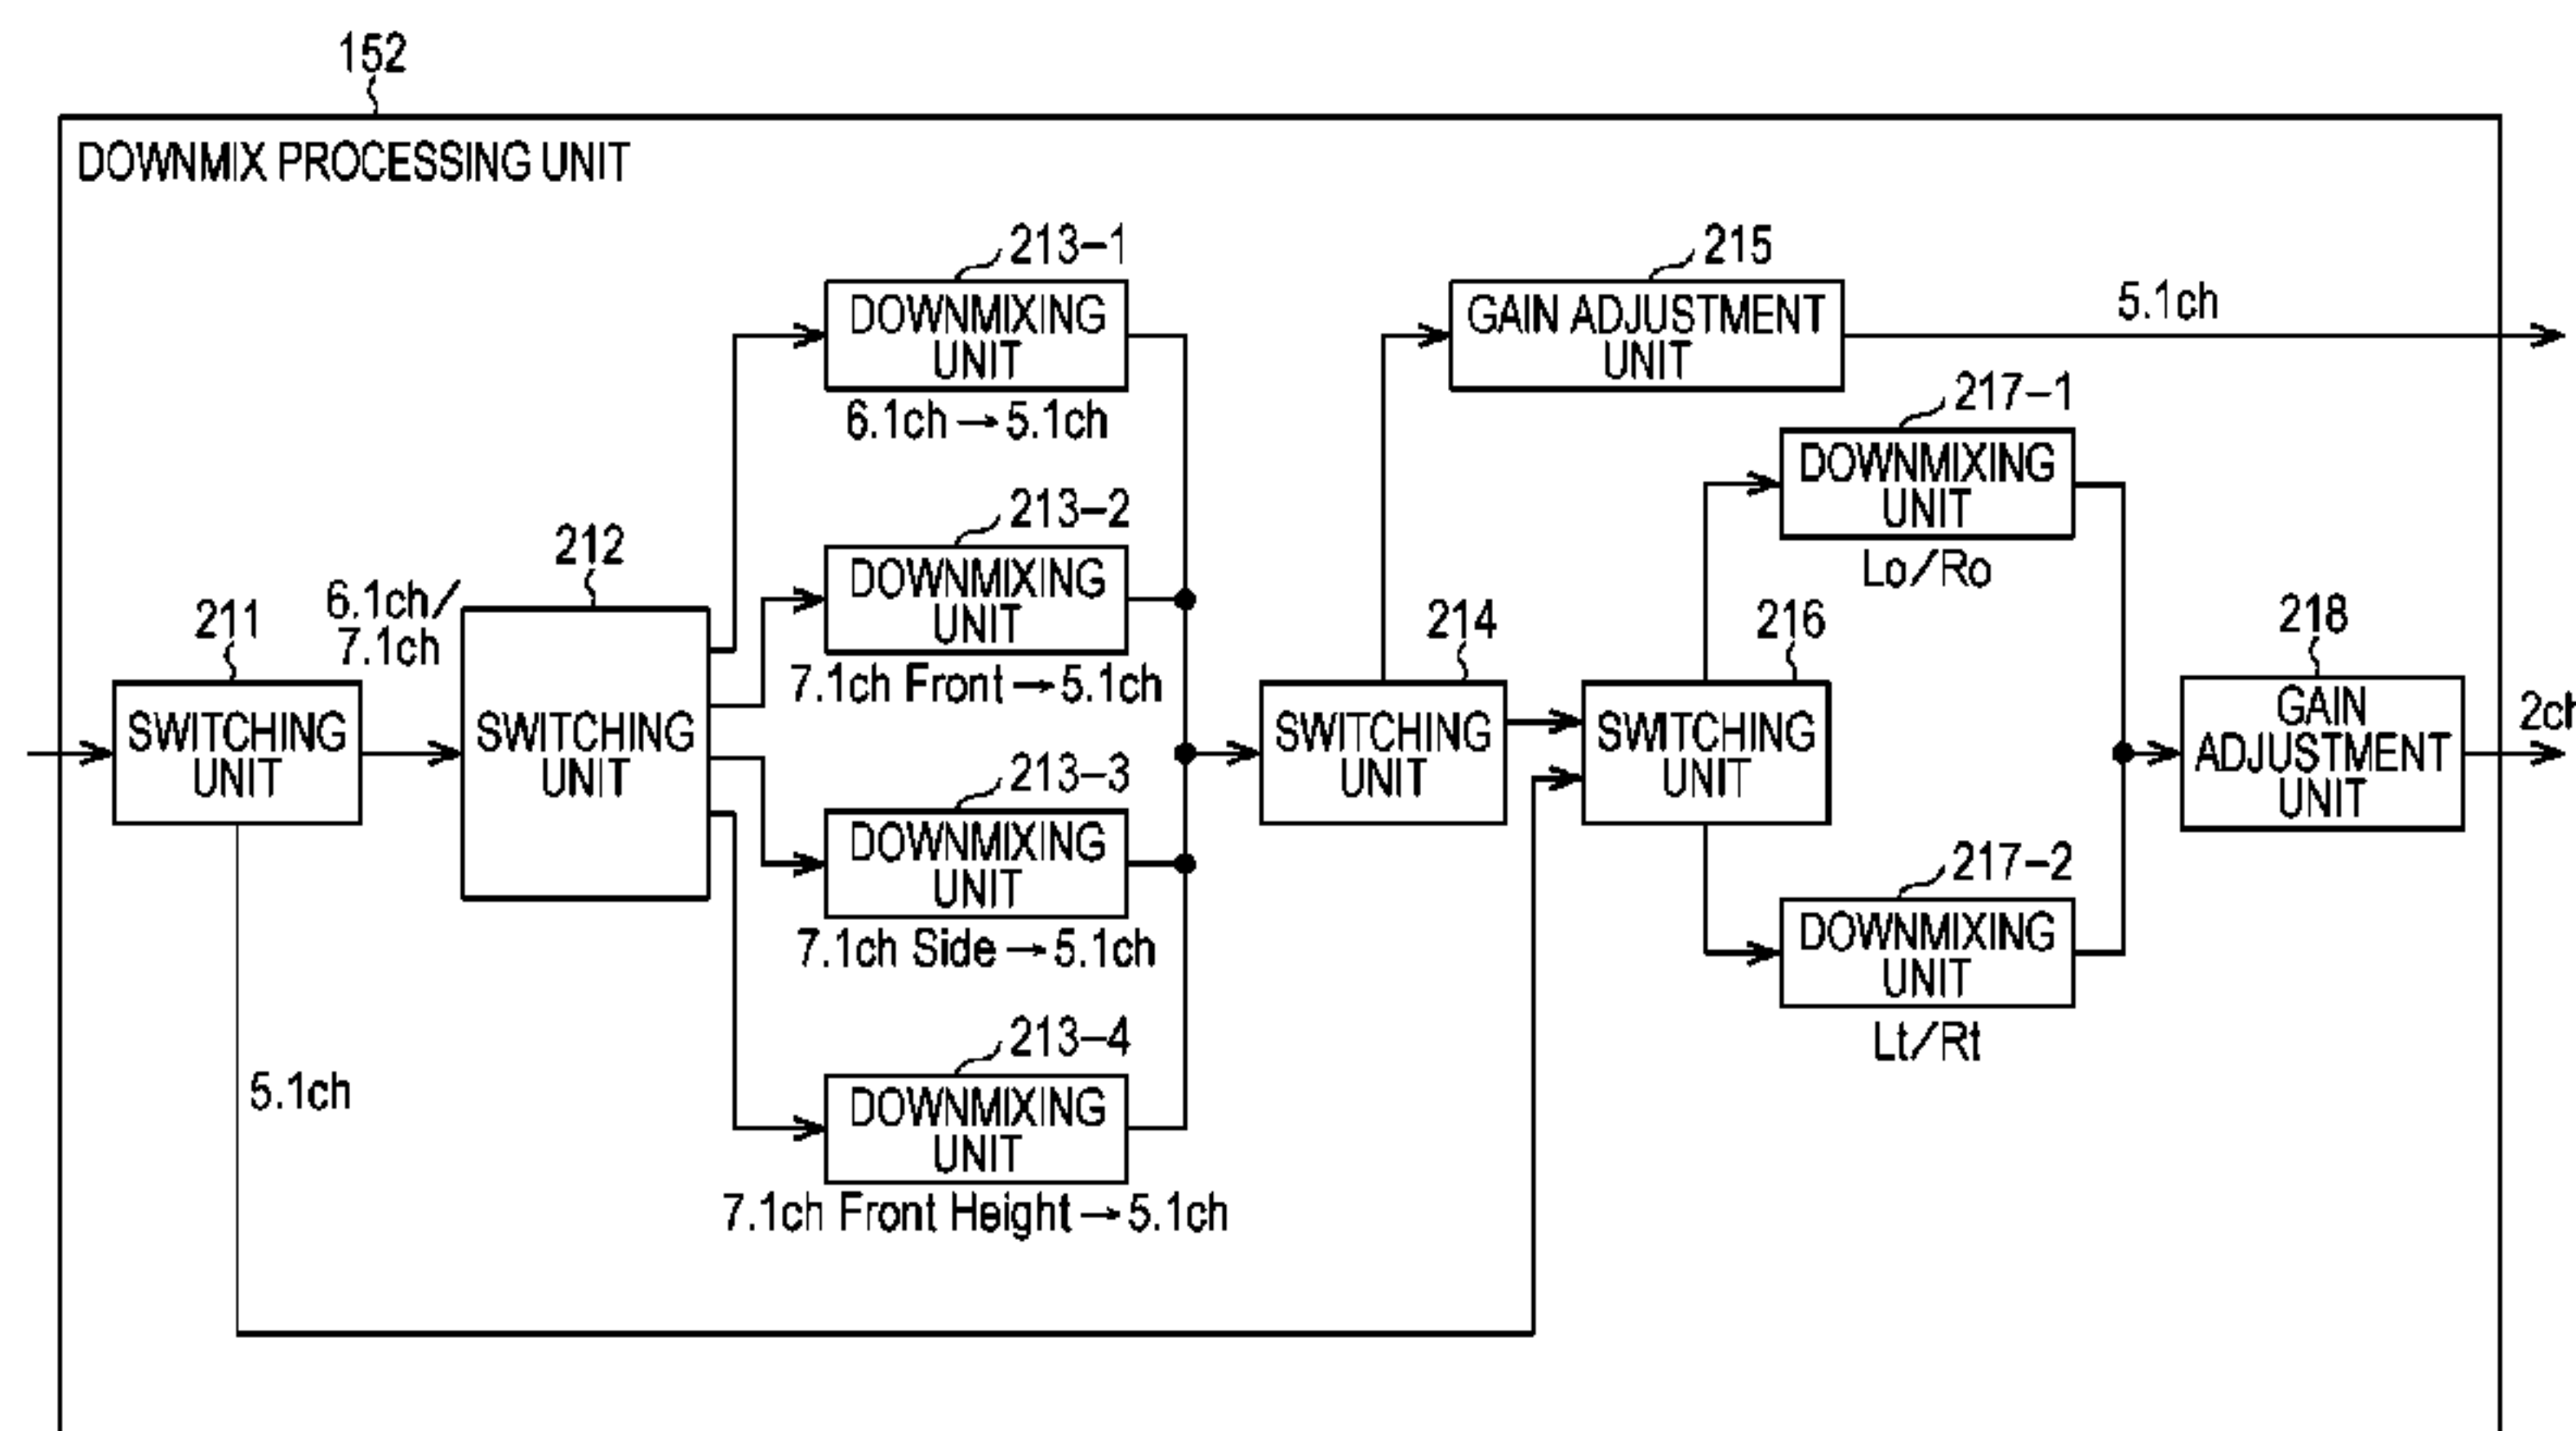 152
DOWNMIX PROCESSING UNIT
213-1
DOWNMIXING
UNIT
6.1ch → 5.1ch
215
GAIN ADJUSTMENT
UNIT
5.1ch
217-1
DOWNMIXING
UNIT
Lo/Ro
213-2
DOWNMIXING
UNIT
7.1ch Front → 5.1ch
211
SWITCHING
UNIT
6.1ch/
7.1ch
212
SWITCHING
UNIT
214
SWITCHING
UNIT
216
SWITCHING
UNIT
218
GAIN
ADJUSTMENT
UNIT
2ch
213-3
DOWNMIXING
UNIT
7.1ch Side → 5.1ch
217-2
DOWNMIXING
UNIT
Lt/Rt
5.1ch
213-4
DOWNMIXING
UNIT
7.1ch Front Height → 5.1ch